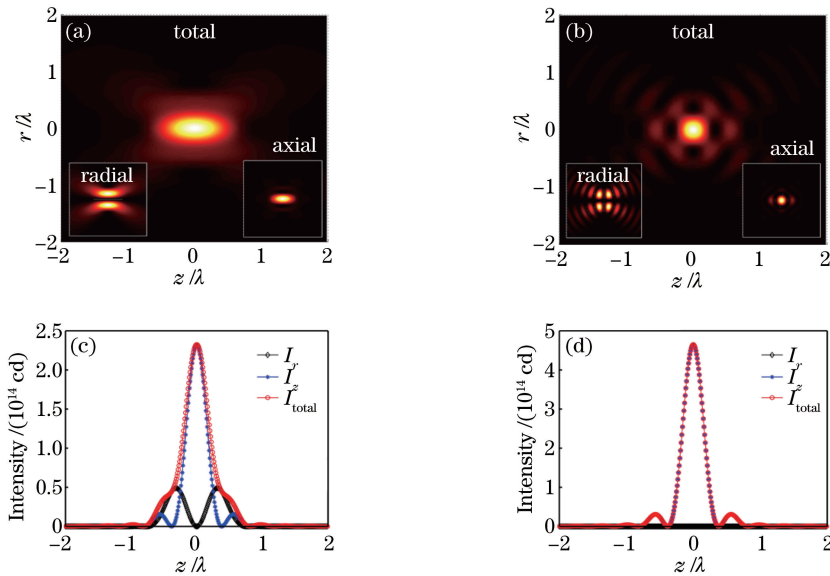 (a)
total
radial
axial
r/λ
2
1
0
−1
−2
−2 −1 0 1 2
z/λ
(b)
total
radial
axial
r/λ
2
1
0
−1
−2
−2 −1 0 1 2
z/λ
(c)
I_r
I_z
I_total
Intensity/(10^14 cd)
2.5
2.0
1.5
1.0
0.5
0
−2 −1 0 1 2
z/λ
(d)
I_r
I_z
I_total
Intensity/(10^14 cd)
5
4
3
2
1
0
−2 −1 0 1 2
z/λ